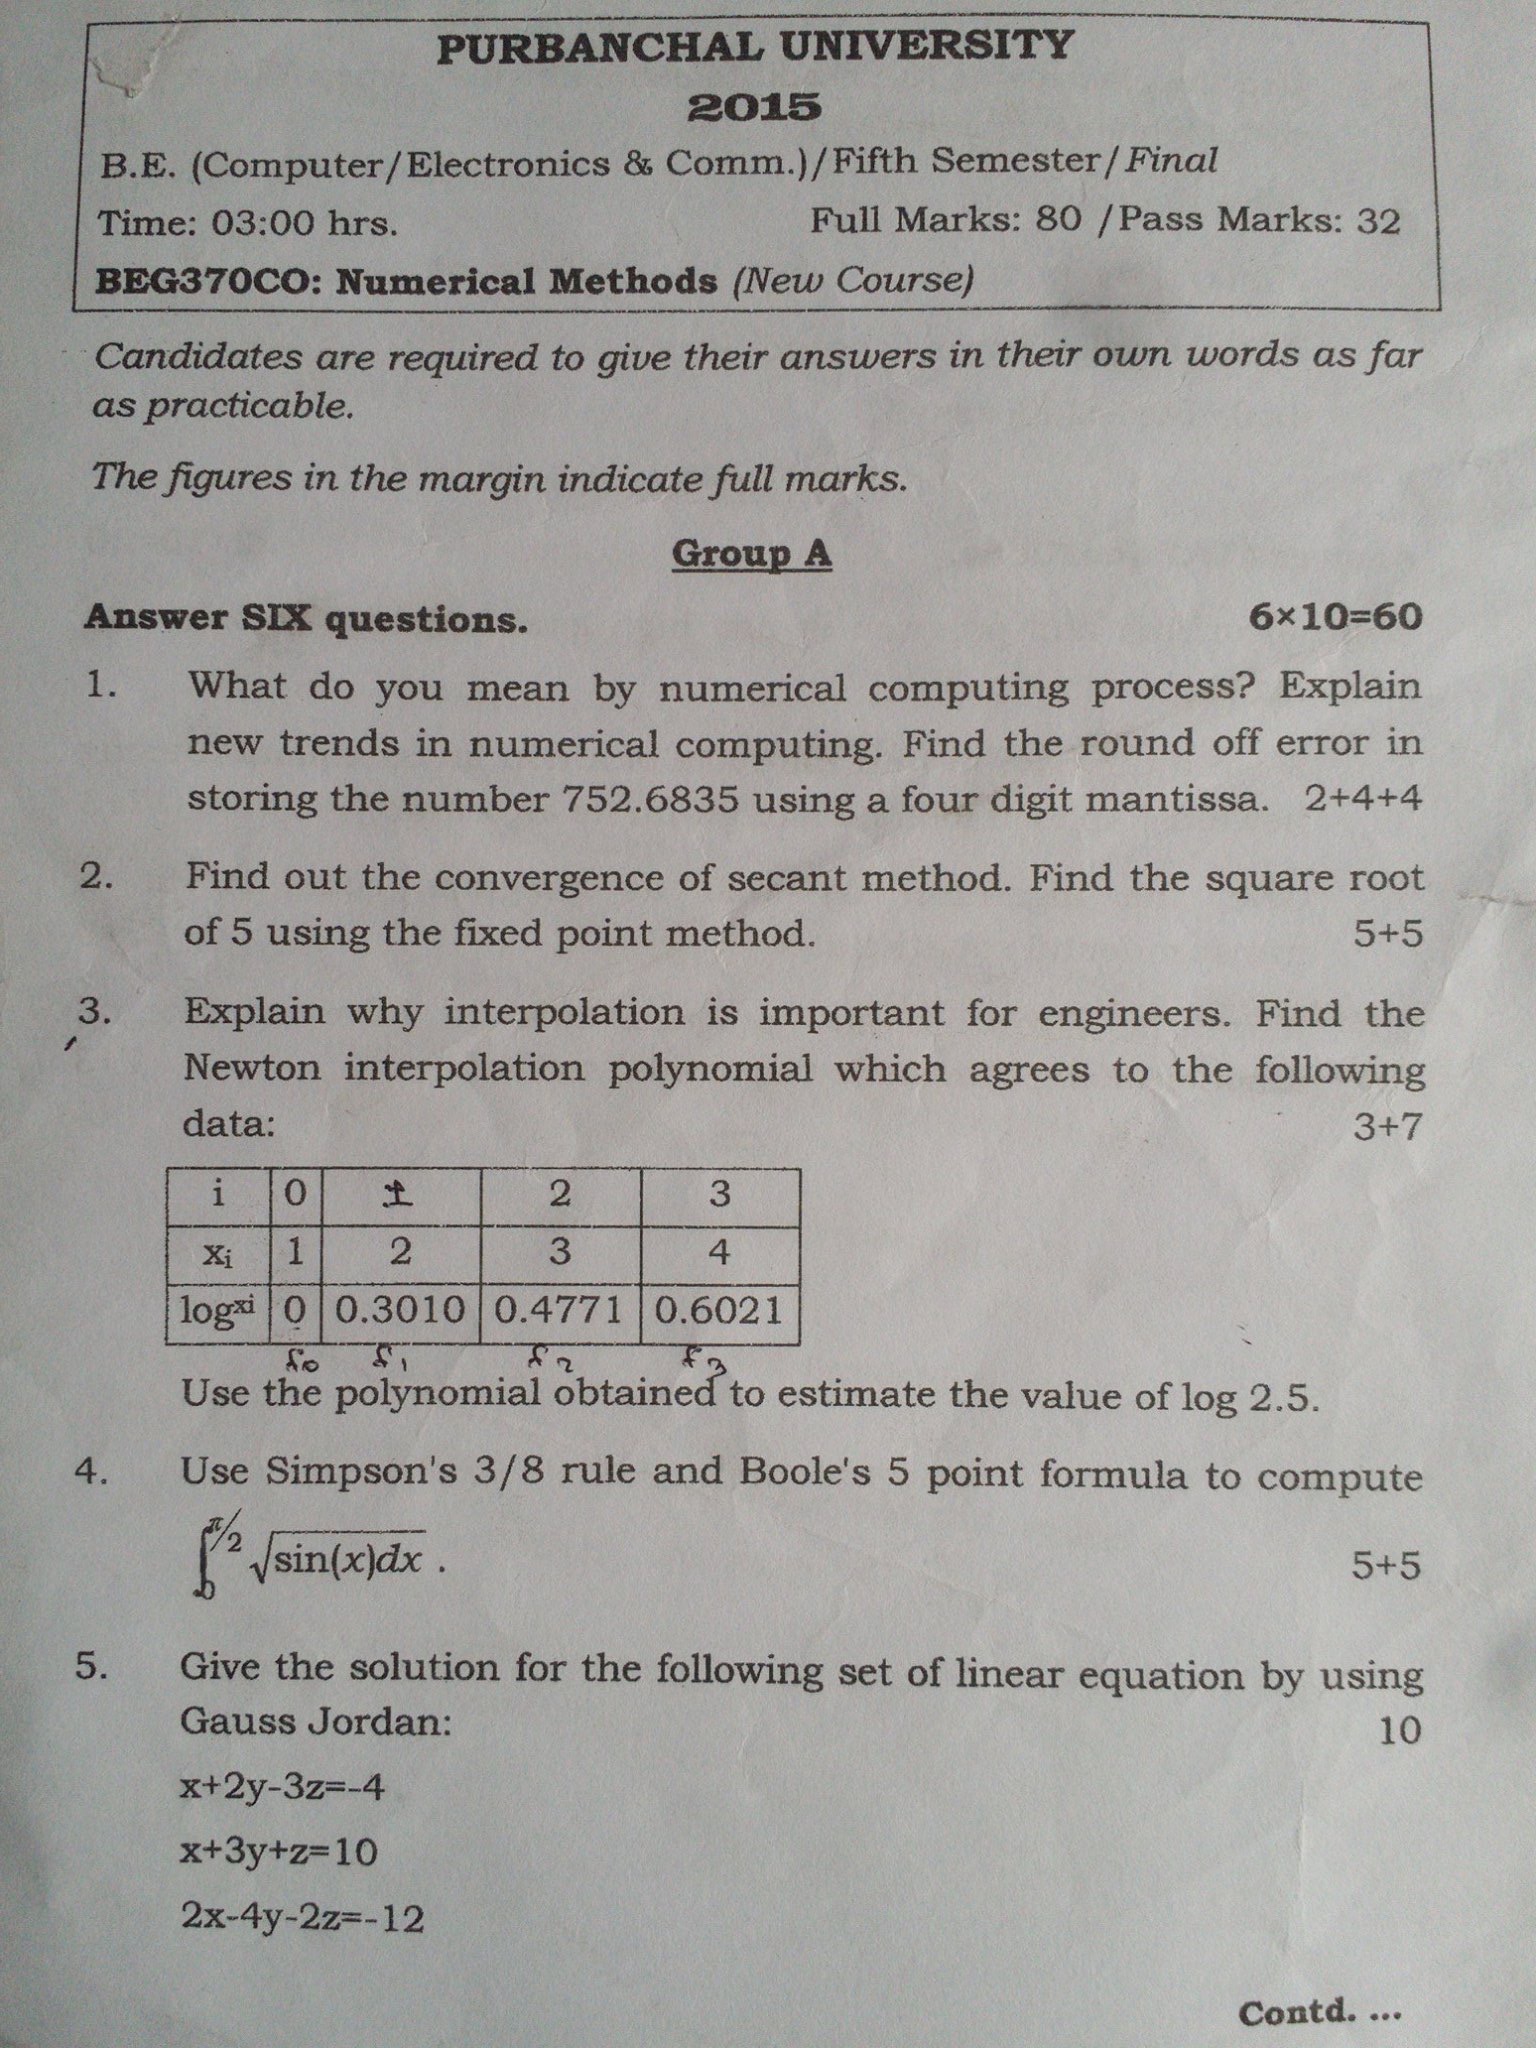 PURBANCHAL UNIVERSITY
2015
B.E. (Computer/Electronics & Comm.)/Fifth Semester/Final
Time: 03:00 hrs. Full Marks: 80 /Pass Marks: 32
BEG370CO: Numerical Methods (New Course)
Candidates are required to give their answers in their own words as far
as practicable.
The figures in the margin indicate full marks.
Group A
Answer SIX questions. 6×10=60
1. What do you mean by numerical computing process? Explain
new trends in numerical computing. Find the round off error in
storing the number 752.6835 using a four digit mantissa. 2+4+4
2. Find out the convergence of secant method. Find the square root
of 5 using the fixed point method. 5+5
3. Explain why interpolation is important for engineers. Find the
Newton interpolation polynomial which agrees to the following
data: 3+7
i 0 1 2 3
xᵢ 1 2 3 4
log^xi 0 0.3010 0.4771 0.6021
f₀ f₁ f₂ f₃
Use the polynomial obtained to estimate the value of log 2.5.
4. Use Simpson's 3/8 rule and Boole's 5 point formula to compute
∫₀^π/2 √sin(x)dx . 5+5
5. Give the solution for the following set of linear equation by using
Gauss Jordan: 10
x+2y-3z=-4
x+3y+z=10
2x-4y-2z=-12
Contd. ...